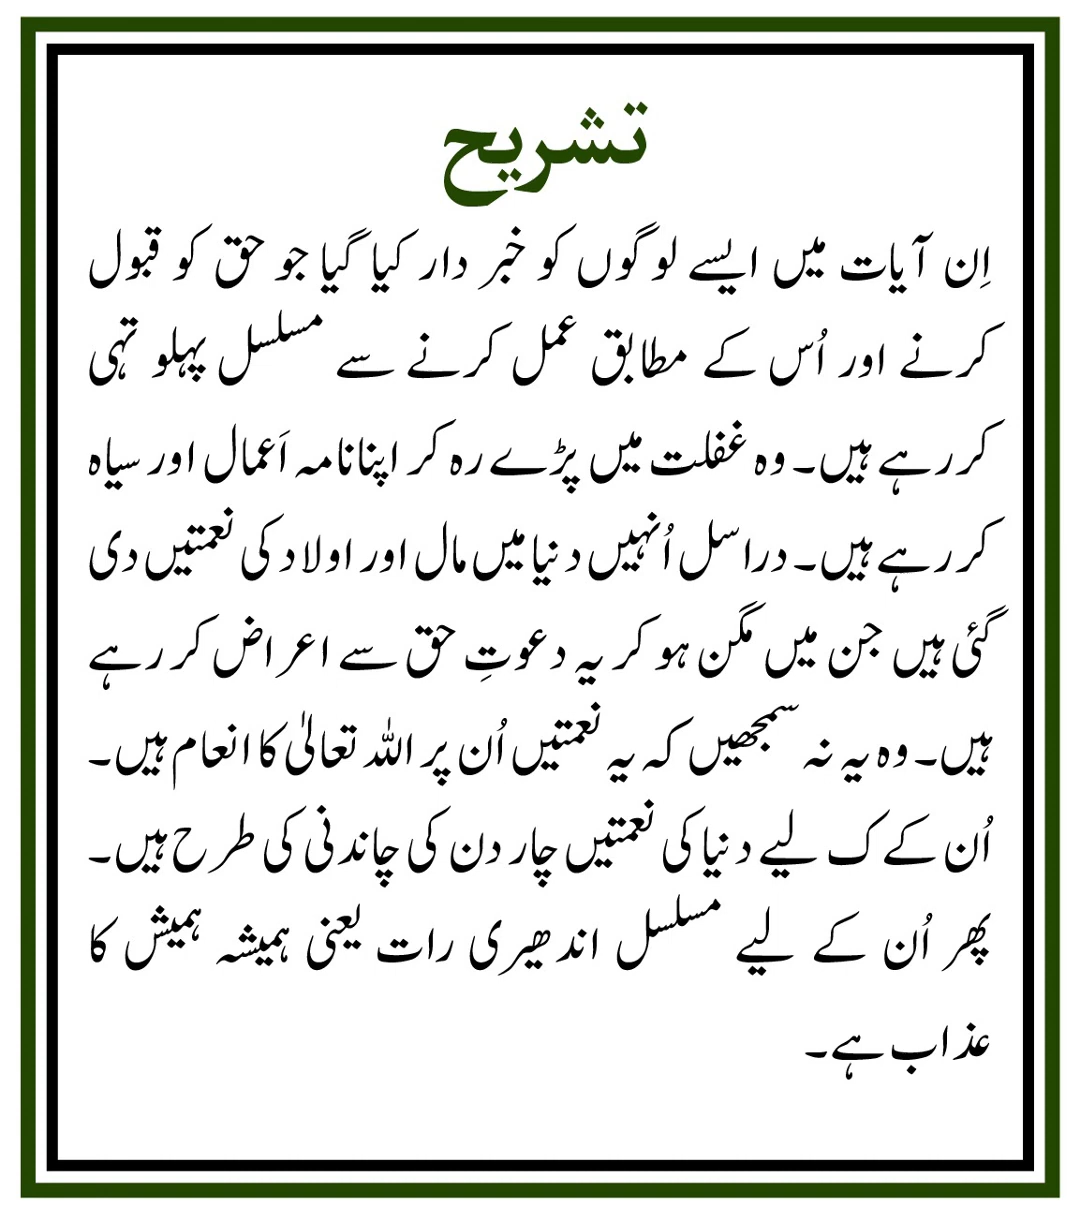 تشریح
اِن آیات میں ایسے لوگوں کو خبر دار کیا گیا جو حق کو قبول
کرنے اور اُس کے مطابق عمل کرنے سے مسلسل پہلو تہی
کر رہے ہیں۔ وہ غفلت میں پڑے رہ کر اپنا نامہ اَعمال اور سیاہ
کر رہے ہیں۔ دراسل اُنہیں دنیا میں مال اور اولاد کی نعمتیں دی
گئی ہیں جن میں مگن ہو کر یہ دعوتِ حق سے اعراض کر رہے
ہیں۔ وہ یہ نہ سمجھیں کہ یہ نعمتیں اُن پر اللہ تعالیٰ کا انعام ہیں۔
اُن کے ک لیے دنیا کی نعمتیں چار دن کی چاندنی کی طرح ہیں۔
پھر اُن کے لیے مسلسل اندھیری رات یعنی ہمیشہ ہمیش کا
عذاب ہے۔